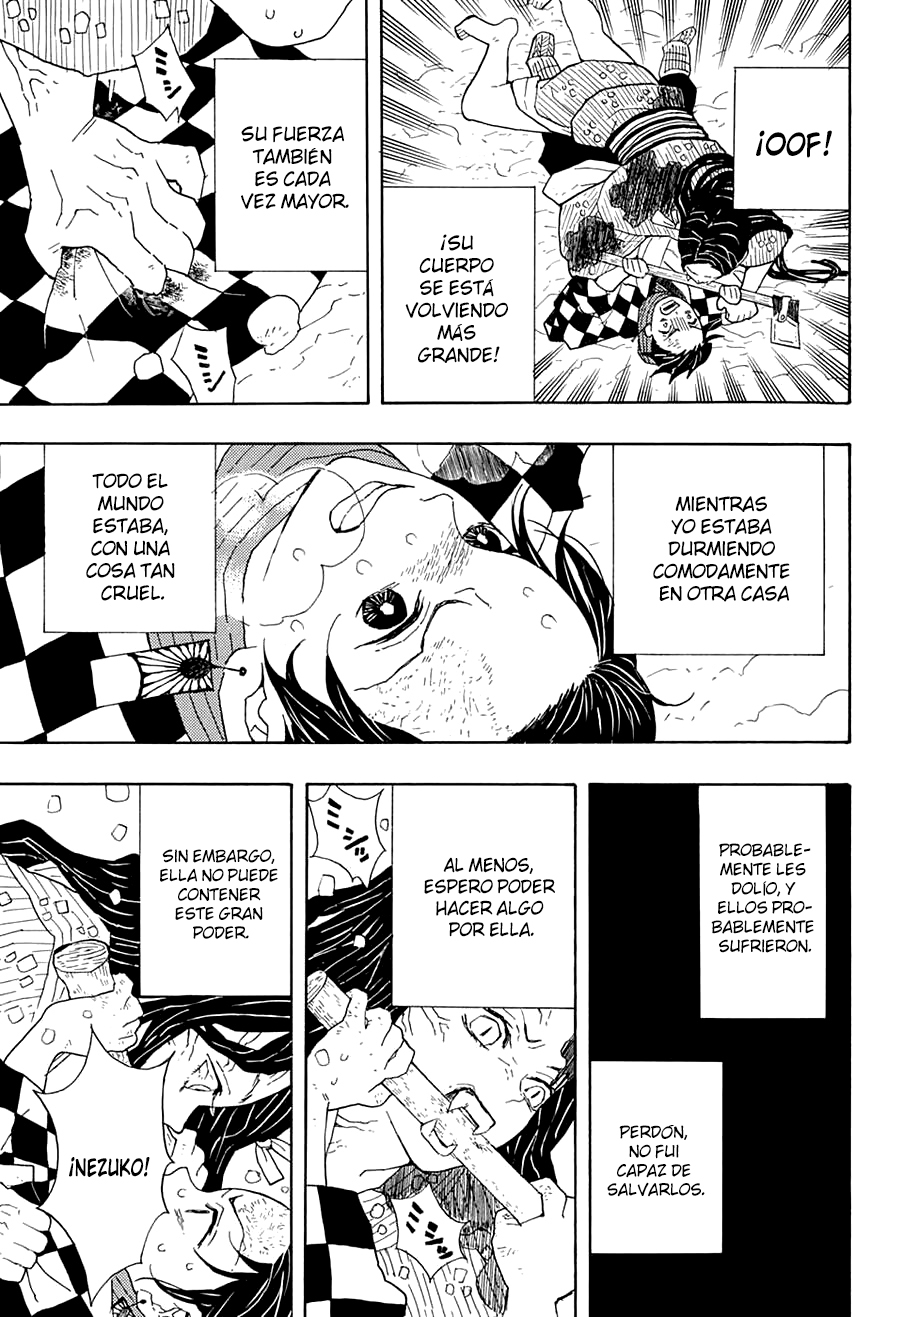 ¡OOF!
¡SU
CUERPO
SE ESTÁ
VOLVIENDO
MÁS
GRANDE!
SU FUERZA
TAMBIÉN
ES CADA
VEZ MAYOR.
MIENTRAS
YO ESTABA
DURMIENDO
COMODAMENTE
EN OTRA CASA
TODO EL
MUNDO
ESTABA,
CON UNA
COSA TAN
CRUEL.
PROBABLE-
MENTE LES
DOLÍO, Y
ELLOS PRO-
BABLEMENTE
SUFRIERON.
PERDÓN,
NO FUI
CAPAZ DE
SALVARLOS.
AL MENOS,
ESPERO PODER
HACER ALGO
POR ELLA.
SIN EMBARGO,
ELLA NO PUEDE
CONTENER
ESTE GRAN
PODER.
¡NEZUKO!